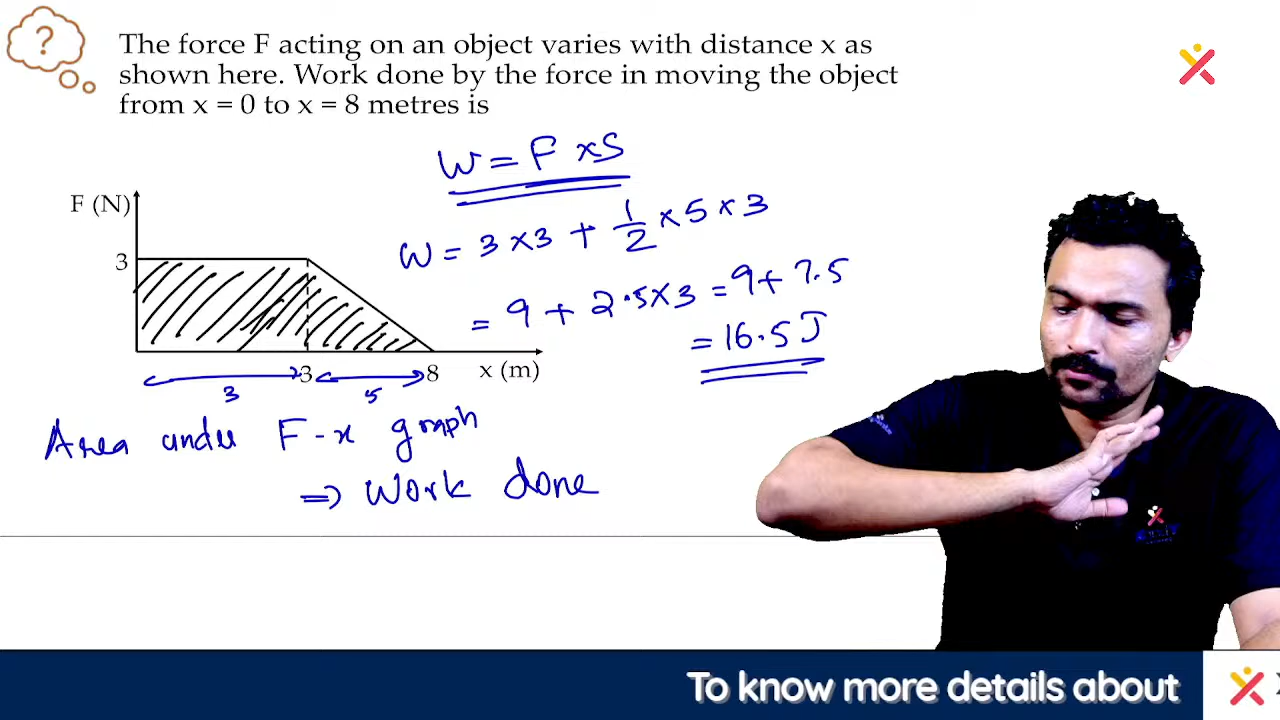 ?
The force F acting on an object varies with distance x as
shown here. Work done by the force in moving the object
from x = 0 to x = 8 metres is
W = F × S
F (N)
W = 3 × 3 + 1/2 × 5 × 3
3
= 9 + 2.5 × 3 = 9 + 7.5
= 16.5 J
3 8 x (m)
3 5
Area under F - x graph
⇒ Work done
To know more details about